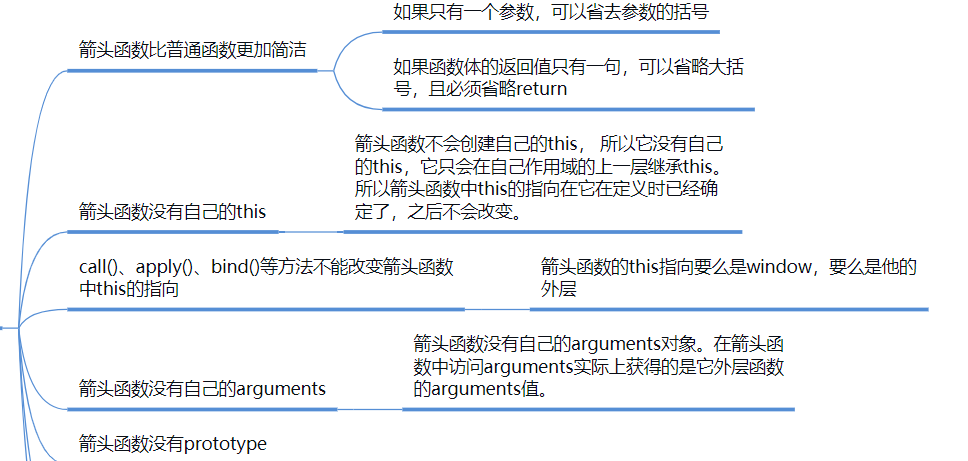 如果只有一个参数，可以省去参数的括号
箭头函数比普通函数更加简洁
如果函数体的返回值只有一句，可以省略大括
号，且必须省略return
箭头函数不会创建自己的this， 所以它没有自己
的this，它只会在自己作用域的上一层继承this。
所以箭头函数中this的指向在它在定义时已经确
定了，之后不会改变。
箭头函数没有自己的this
call()、apply()、bind()等方法不能改变箭头函数
中this的指向
箭头函数的this指向要么是window，要么是他的
外层
箭头函数没有自己的arguments对象。在箭头函
数中访问arguments实际上获得的是它外层函数
的arguments值。
箭头函数没有自己的arguments
箭头函数没有prototype